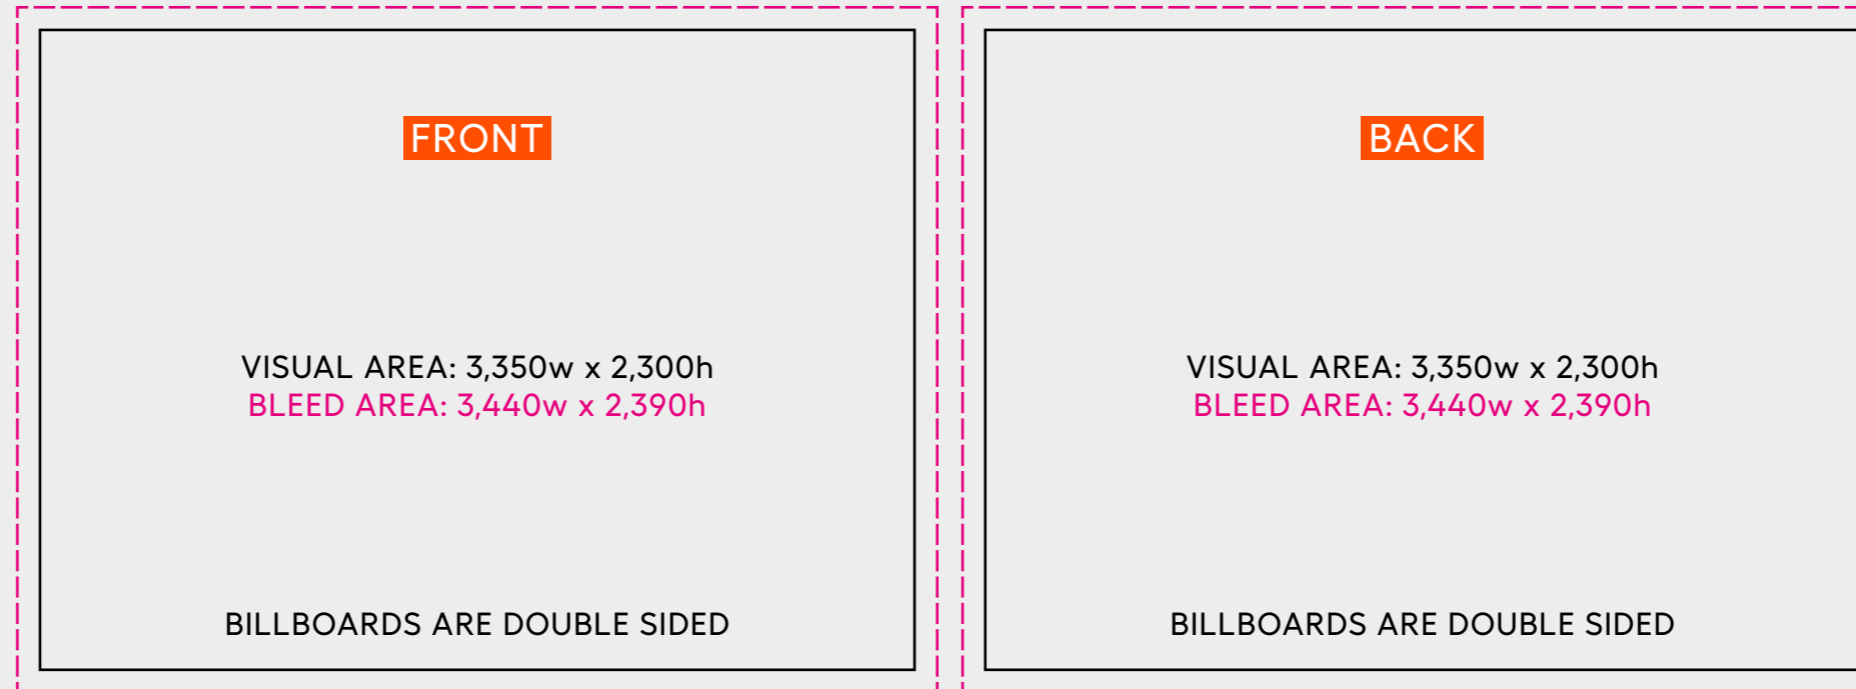 FRONT
VISUAL AREA: 3,350w x 2,300h
BLEED AREA: 3,440w x 2,390h
BILLBOARDS ARE DOUBLE SIDED
BACK
VISUAL AREA: 3,350w x 2,300h
BLEED AREA: 3,440w x 2,390h
BILLBOARDS ARE DOUBLE SIDED